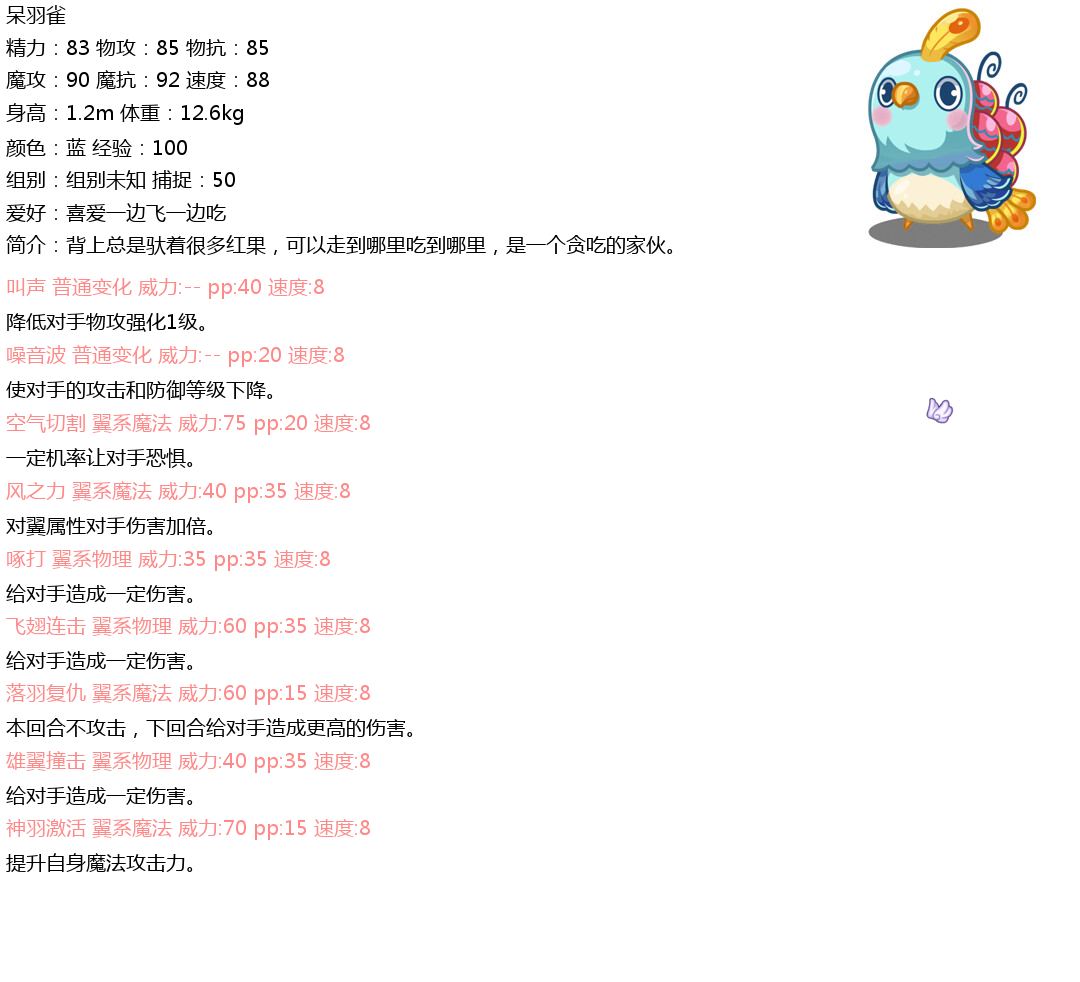 呆羽雀
精力：83 物攻：85 物抗：85
魔攻：90 魔抗：92 速度：88
身高：1.2m 体重：12.6kg
颜色：蓝 经验：100
组别：组别未知 捕捉：50
爱好：喜爱一边飞一边吃
简介：背上总是驮着很多红果，可以走到哪里吃到哪里，是一个贪吃的家伙。
叫声 普通变化 威力:-- pp:40 速度:8
降低对手物攻强化1级。
噪音波 普通变化 威力:-- pp:20 速度:8
使对手的攻击和防御等级下降。
空气切割 翼系魔法 威力:75 pp:20 速度:8
一定机率让对手恐惧。
风之力 翼系魔法 威力:40 pp:35 速度:8
对翼属性对手伤害加倍。
啄打 翼系物理 威力:35 pp:35 速度:8
给对手造成一定伤害。
飞翅连击 翼系物理 威力:60 pp:35 速度:8
给对手造成一定伤害。
落羽复仇 翼系魔法 威力:60 pp:15 速度:8
本回合不攻击，下回合给对手造成更高的伤害。
雄翼撞击 翼系物理 威力:40 pp:35 速度:8
给对手造成一定伤害。
神羽激活 翼系魔法 威力:70 pp:15 速度:8
提升自身魔法攻击力。